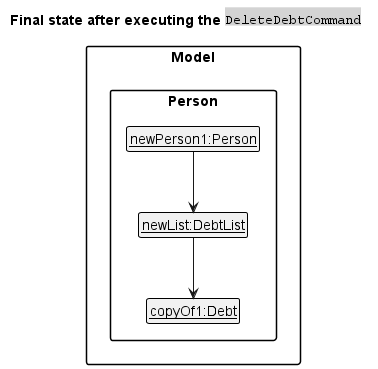 Final state after executing the DeleteDebtCommand
Model
Person
newPerson1:Person
newList:DebtList
copyOf1:Debt